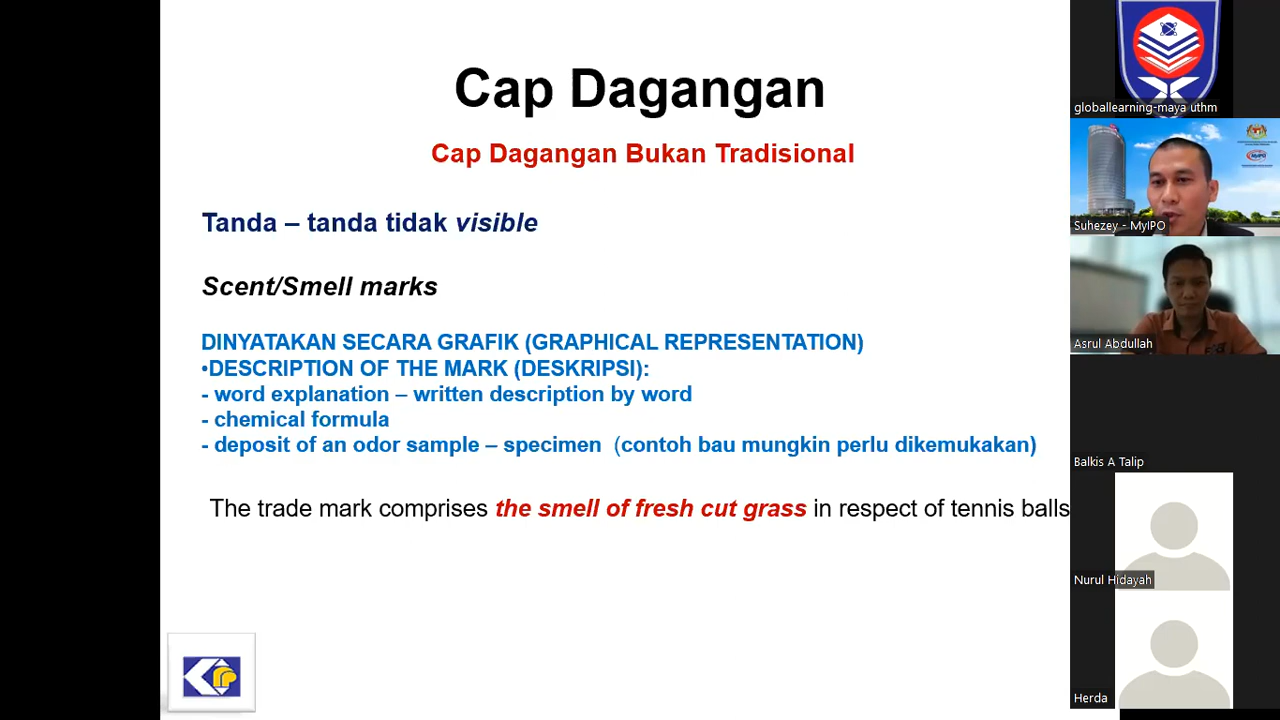 Cap Dagangan
Cap Dagangan Bukan Tradisional
Tanda – tanda tidak visible
Scent/Smell marks
DINYATAKAN SECARA GRAFIK (GRAPHICAL REPRESENTATION)
•DESCRIPTION OF THE MARK (DESKRIPSI):
- word explanation – written description by word
- chemical formula
- deposit of an odor sample – specimen (contoh bau mungkin perlu dikemukakan)
The trade mark comprises the smell of fresh cut grass in respect of tennis balls
globallearning-maya uthm
MyIPO
Suhezey - MyIPO
Asrul Abdullah
Balkis A Talip
Nurul Hidayah
Herda